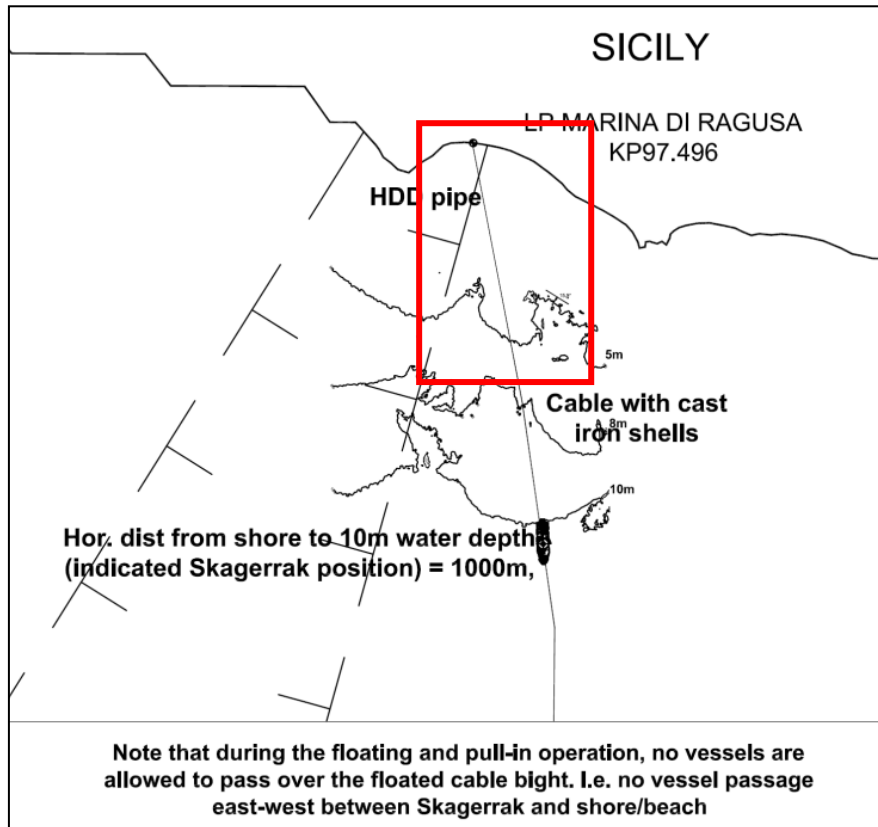 SICILY
LP MARINA DI RAGUSA
KP97.496
HDD pipe
5m
Cable with cast
iron shells
8m
10m
Hor. dist from shore to 10m water depth
(indicated Skagerrak position) = 1000m,
Note that during the floating and pull-in operation, no vessels are
allowed to pass over the floated cable bight. I.e. no vessel passage
east-west between Skagerrak and shore/beach